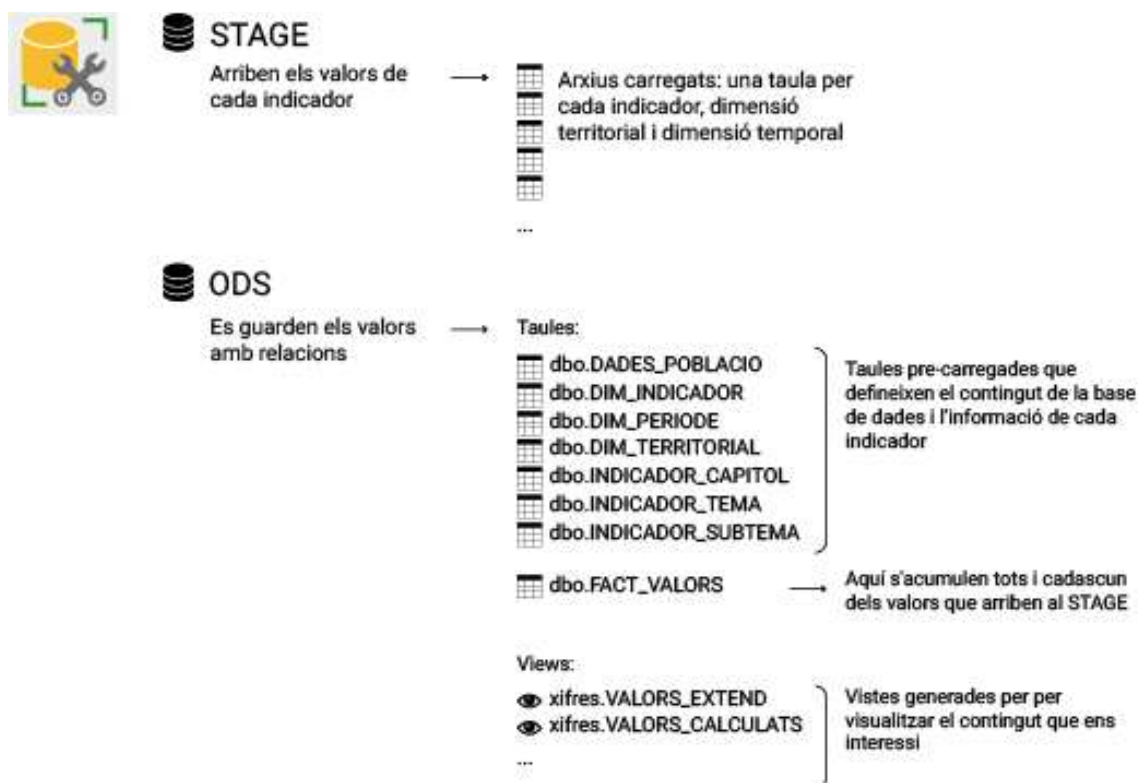 STAGE
Arriben els valors de
cada indicador
Arxius carregats: una taula per
cada indicador, dimensió
territorial i dimensió temporal
...
ODS
Es guarden els valors
amb relacions
Taules:
dbo.DADES_POBLACIO
dbo.DIM_INDICADOR
dbo.DIM_PERIODE
dbo.DIM_TERRITORIAL
dbo.INDICADOR_CAPITOL
dbo.INDICADOR_TEMA
dbo.INDICADOR_SUBTEMA
Taules pre-carregades que
defineixen el contingut de la base
de dades i l'informació de cada
indicador
dbo.FACT_VALORS
Aquí s'acumulen tots i cadascun
dels valors que arriben al STAGE
Views:
xifres.VALORS_EXTEND
xifres.VALORS_CALCULATS
...
Vistes generades per per
visualitzar el contingut que ens
interessi